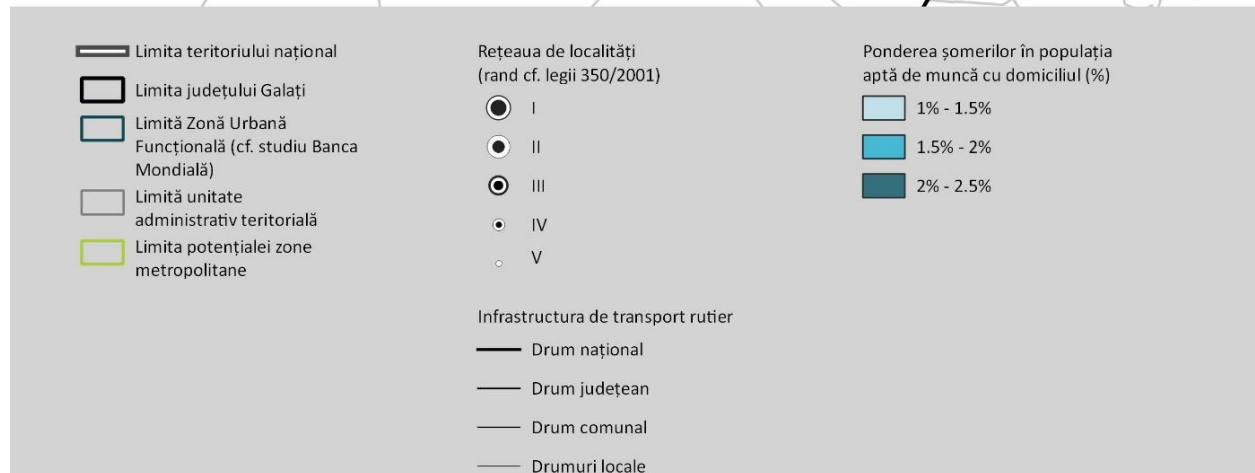 Limita teritoriului național
Limita județului Galați
Limită Zonă Urbană
Funcțională (cf. studiu Banca
Mondială)
Limită unitate
administrativ teritorială
Limita potențialei zone
metropolitane
Rețeaua de localități
(rand cf. legii 350/2001)
I
II
III
IV
V
Infrastructura de transport rutier
Drum național
Drum județean
Drum comunal
Drumuri locale
Ponderea șomerilor în populația
aptă de muncă cu domiciliul (%)
1% - 1.5%
1.5% - 2%
2% - 2.5%